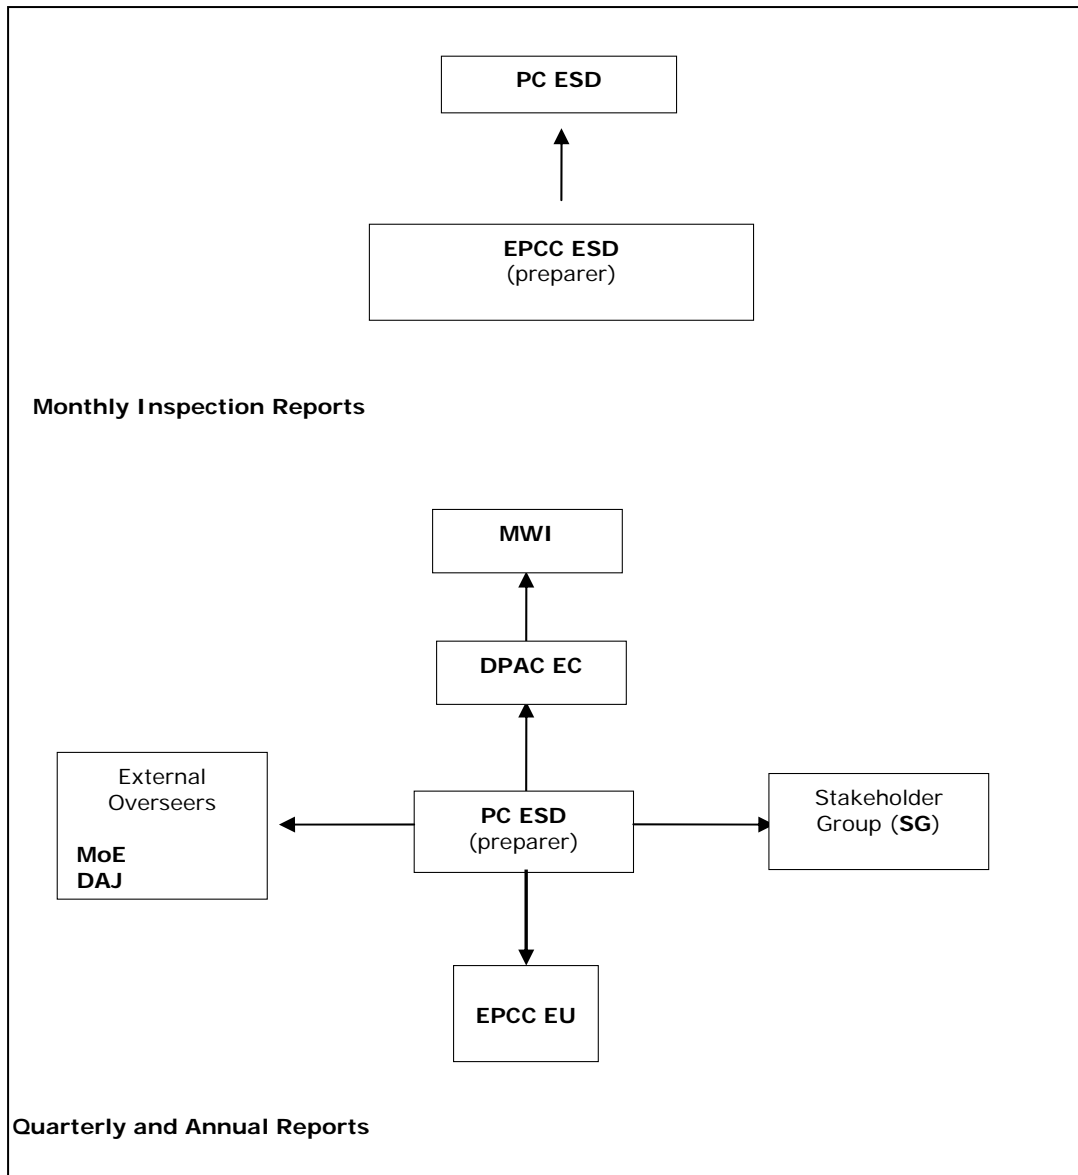 PC ESD
EPCC ESD
(preparer)
Monthly Inspection Reports
MWI
DPAC EC
External
Overseers
MoE
DAJ
PC ESD
(preparer)
Stakeholder
Group (SG)
EPCC EU
Quarterly and Annual Reports